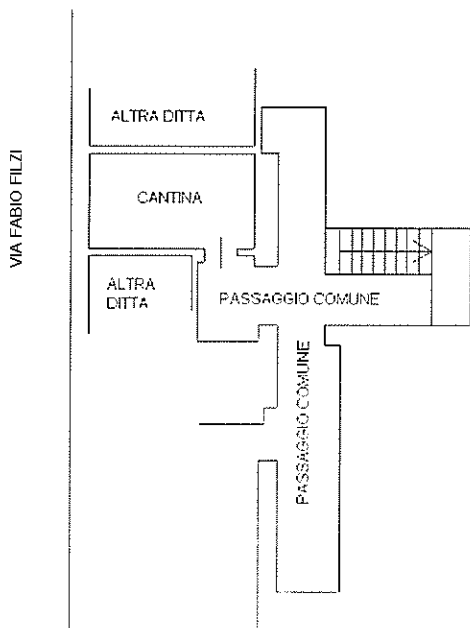 ALTRA DITTA
VIA FABIO FILZI
CANTINA
ALTRA
DITTA
PASSAGGIO COMUNE
PASSAGGIO COMUNE